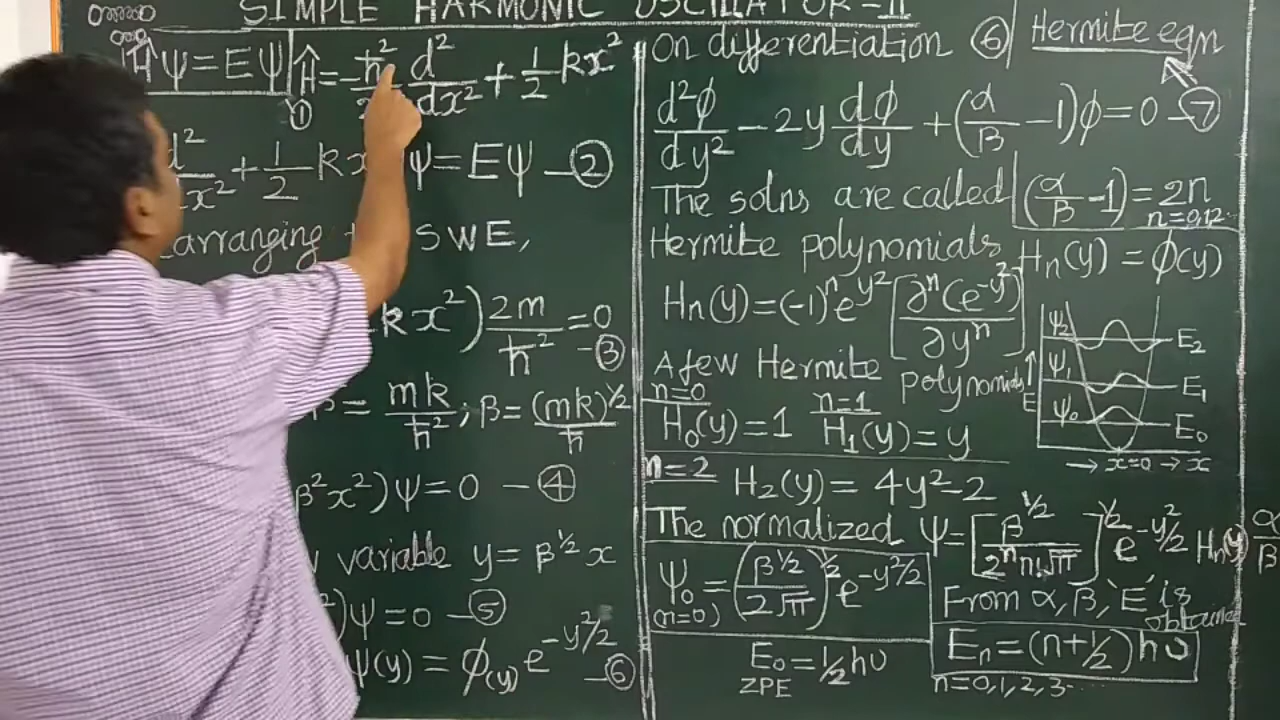 SIMPLE HARMONIC OSCILLATOR-II
Ĥψ=Eψ ① Ĥ=-ħ²/2 d²/dx² + 1/2 kx²
d²/dx² + 1/2 kx ψ=Eψ -②
arranging SWE,
kx²) 2m/ħ² =0 -③
β² = mk/ħ²; β=(mk)^½/ħ
β²x²)ψ=0 -④
variable y=β^½ x
)ψ=0 -⑤
ψ(y) = ϕ(y) e^(-y²/2) -⑥
On differentiation ⑥ Hermite eqn
d²ϕ/dy² - 2y dϕ/dy + (α/β - 1)ϕ=0 -⑦
The solns are called (α/β - 1)=2n
n=0,1,2..
Hermite polynomials Hn(y) = ϕ(y)
Hn(y)=(-1)^n e^(y²) [∂^n(e^(-y²))/∂y^n]
A few Hermite polynomials
n=0 n=1
H₀(y)=1 H₁(y)=y
n=2 H₂(y)= 4y²-2
ψ₂ E₂
ψ₁ E₁
E
ψ₀ E₀
→ x=0 → x
The normalized ψ=[β^½/2^n n!√π]^½ e^(-y²/2) Hn(y) α/β
ψ₀ = (β^½/2√π)^½ e^(-y²/2)
(n=0)
From α, β, 'E' is obtained
E₀=½hυ
ZPE
En=(n+½)hυ
n=0,1,2,3....